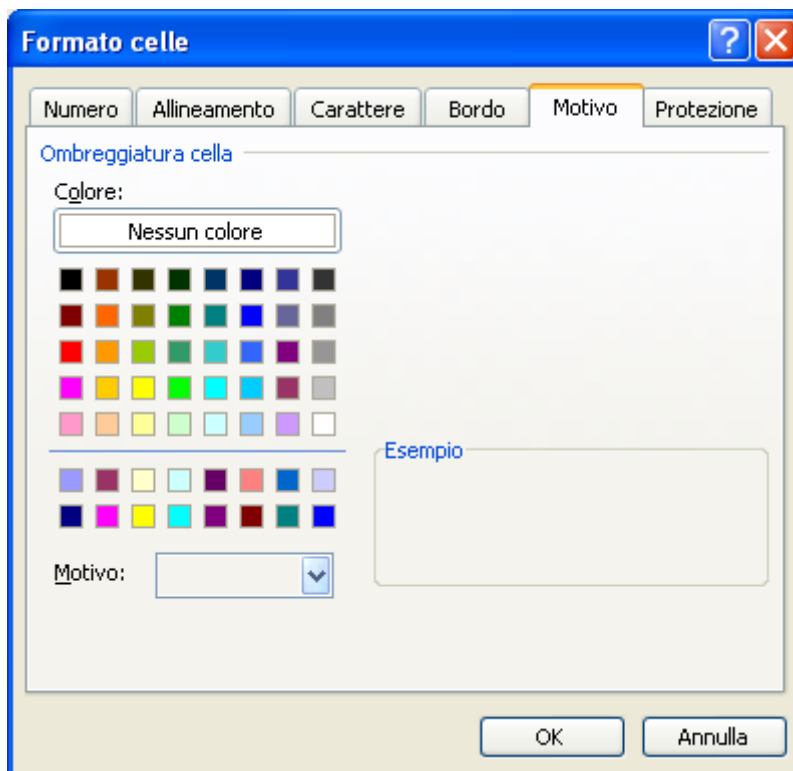 Formato celle
Numero Allineamento Carattere Bordo Motivo Protezione
Ombreggiatura cella
Colore:
Nessun colore
Esempio
Motivo:
OK Annulla